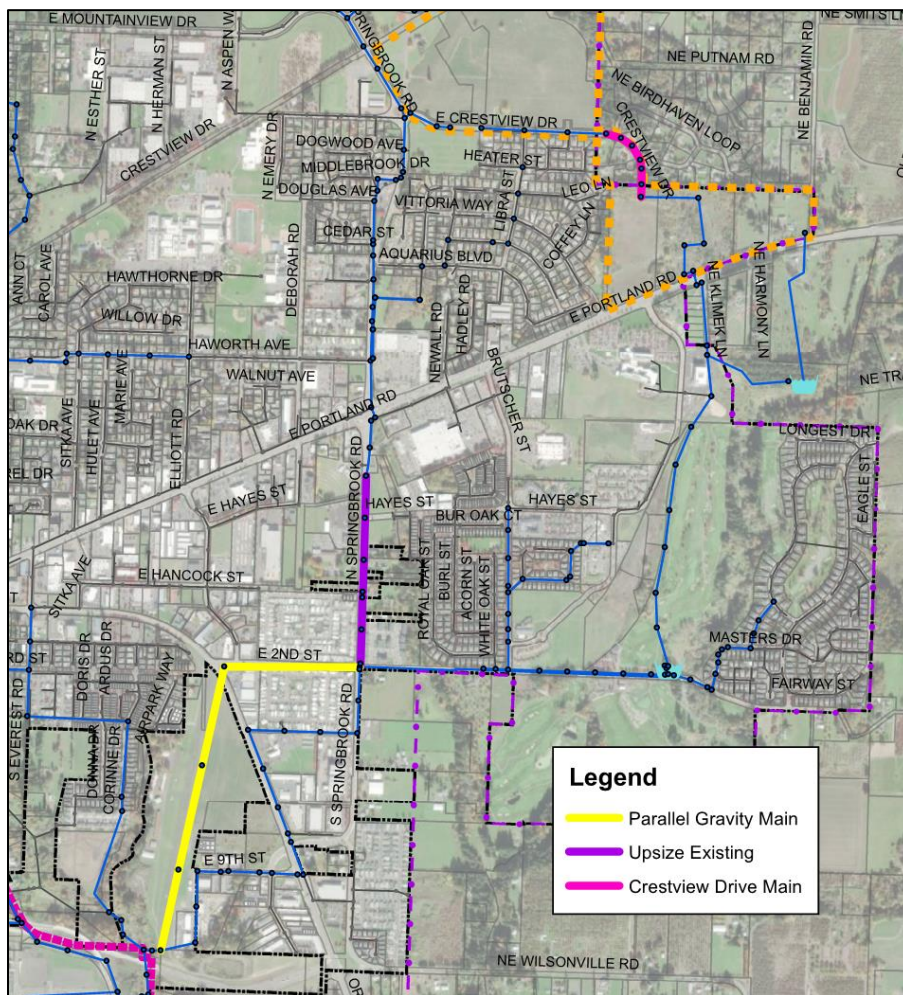 E MOUNTAINVIEW DR
SPRINGBROOK RD
NE SMITS LN
N ESTHER ST
N HERMAN ST
N ASPEN W
NE PUTNAM RD
NE BENJAMIN RD
NE BIRDHAVEN LOOP
CRESTVIEW DR
E CRESTVIEW DR
CRESTVIEW DR
N EMERY DR
DOGWOOD AVE
MIDDLEBROOK DR
HEATER ST
DOUGLAS AVE
LEO LN
VITTORIA WAY
LIBRA ST
COFFEY LN
CEDAR ST
DEBORAH RD
AQUARIUS BLVD
ANN CT
CAROL AVE
HAWTHORNE DR
E PORTLAND RD
NE KLIMEK LN
NE HARMONY LN
WILLOW DR
NEWALL RD
HADLEY RD
HAWORTH AVE
BRUTSCHER ST
WALNUT AVE
NE TRA
SITKA AVE
HULET AVE
MARIE AVE
ELLIOTT RD
E PORTLAND RD
OAK DR
LONGEST DR
REL DR
EAGLE ST
E HAYES ST
N SPRINGBROOK RD
HAYES ST
HAYES ST
BUR OAK CT
ROYAL OAK ST
BURL ST
ACORN ST
WHITE OAK ST
SITKA AVE
E HANCOCK ST
MASTERS DR
E 2ND ST
RD ST
DORIS DR
ARDUS DR
AIRPARK WAY
FAIRWAY ST
S EVEREST RD
DONNA DR
CORINNE DR
S SPRINGBROOK RD
Legend
Parallel Gravity Main
Upsize Existing
Crestview Drive Main
E 9TH ST
NE WILSONVILLE RD